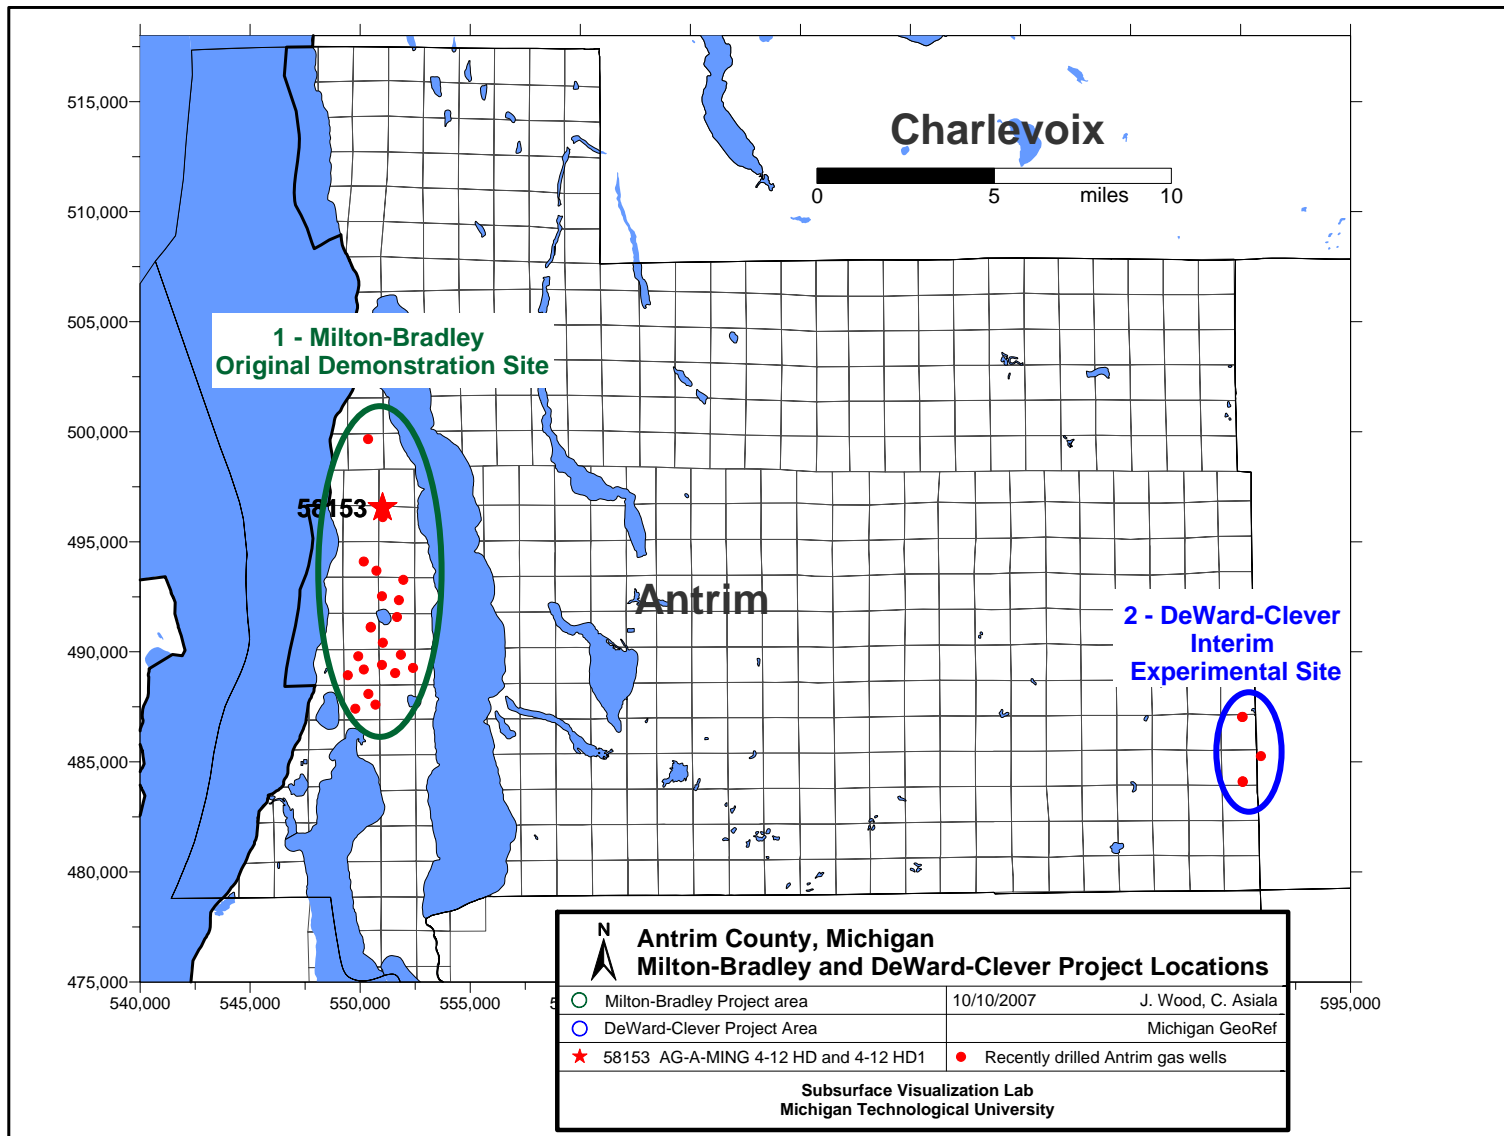 515,000
Charlevoix
0 5 miles 10
510,000
505,000
1 - Milton-Bradley
Original Demonstration Site
500,000
58153
495,000
Antrim
2 - DeWard-Clever
Interim
Experimental Site
490,000
485,000
480,000
475,000
540,000 545,000 550,000 555,000 595,000
N
Antrim County, Michigan
Milton-Bradley and DeWard-Clever Project Locations
Milton-Bradley Project area 10/10/2007 J. Wood, C. Asiala
DeWard-Clever Project Area Michigan GeoRef
58153 AG-A-MING 4-12 HD and 4-12 HD1 Recently drilled Antrim gas wells
Subsurface Visualization Lab
Michigan Technological University